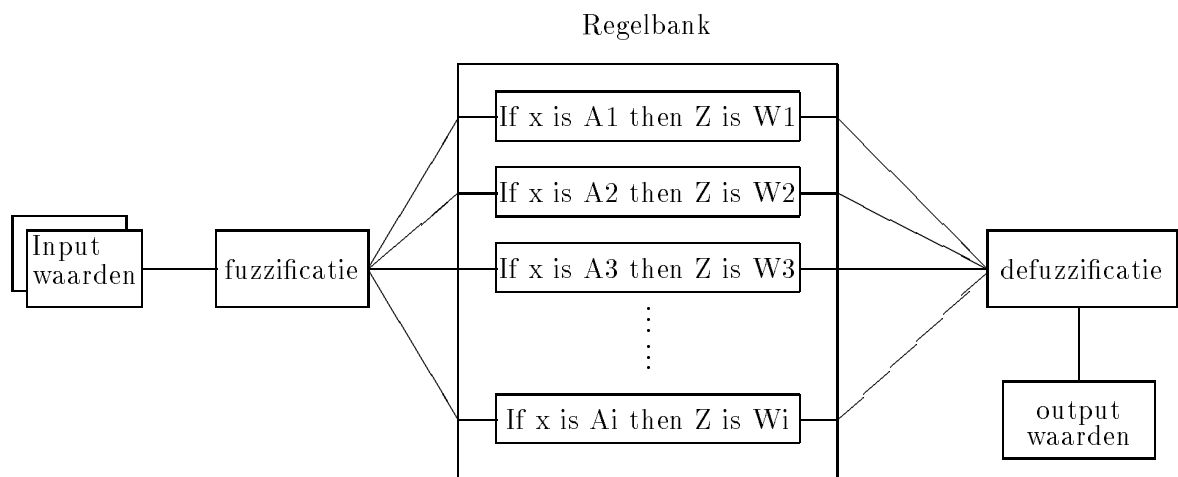 Regelbank
If x is A1 then Z is W1
If x is A2 then Z is W2
Input
waarden
fuzzificatie
If x is A3 then Z is W3
defuzzificatie
If x is Ai then Z is Wi
output
waarden